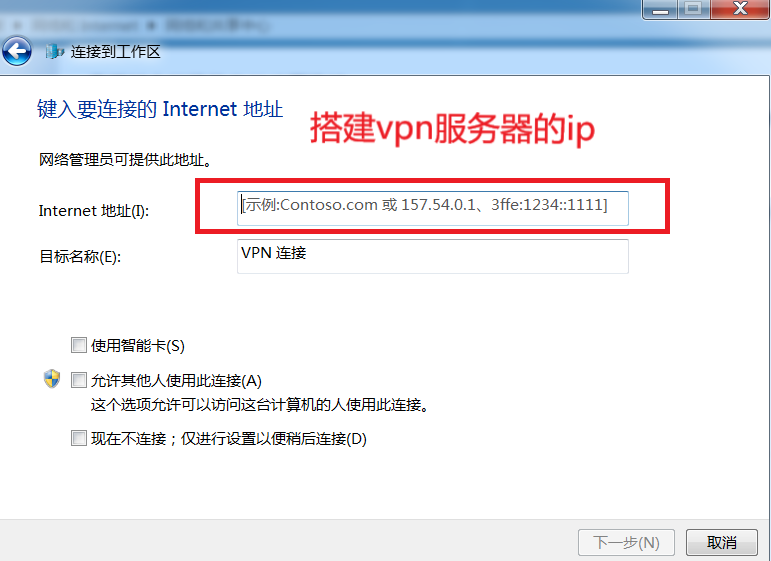 连接到工作区
键入要连接的 Internet 地址
搭建vpn服务器的ip
网络管理员可提供此地址。
Internet 地址(I):
[示例:Contoso.com 或 157.54.0.1、3ffe:1234::1111]
目标名称(E):
VPN 连接
使用智能卡(S)
允许其他人使用此连接(A)
这个选项允许可以访问这台计算机的人使用此连接。
现在不连接；仅进行设置以便稍后连接(D)
下一步(N)
取消